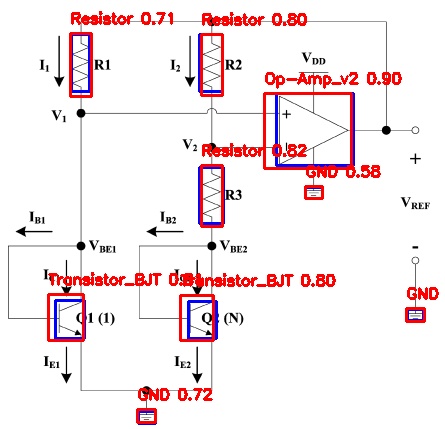 Resistor 0.71
Resistor 0.80
I1
R1
I2
R2
VDD
Op-Amp_v2 0.90
V1
+
V2
Resistor 0.82
GND 0.58
+
R3
VREF
IB1
IB2
VBE1
VBE2
-
Transistor_BJT
Transistor_BJT 0.80
GND
Q1 (1)
(N)
IE1
IE2
GND 0.72